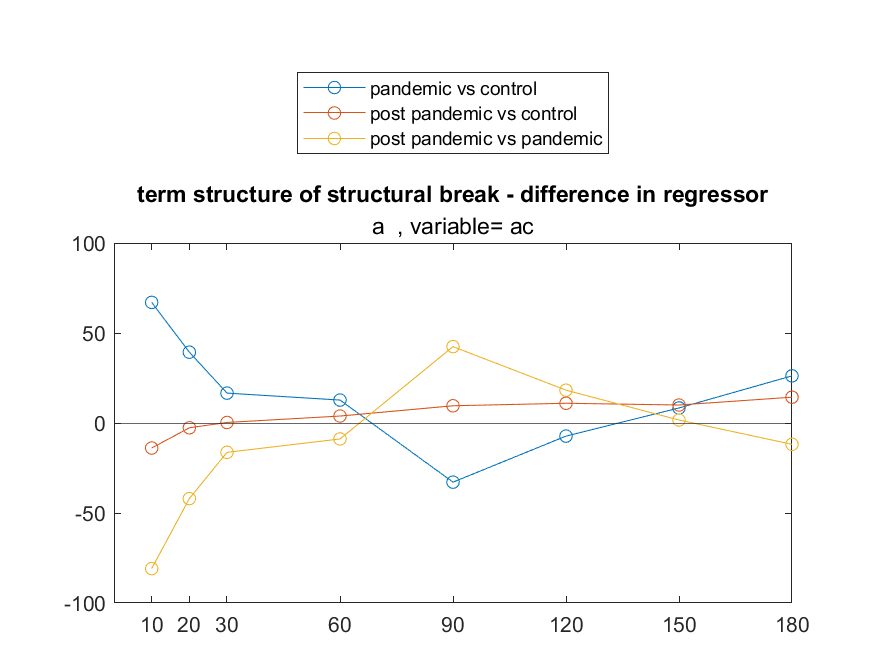 pandemic vs control
post pandemic vs control
post pandemic vs pandemic
term structure of structural break - difference in regressor
a  , variable= ac
100
50
0
-50
-100
10 20 30 60 90 120 150 180